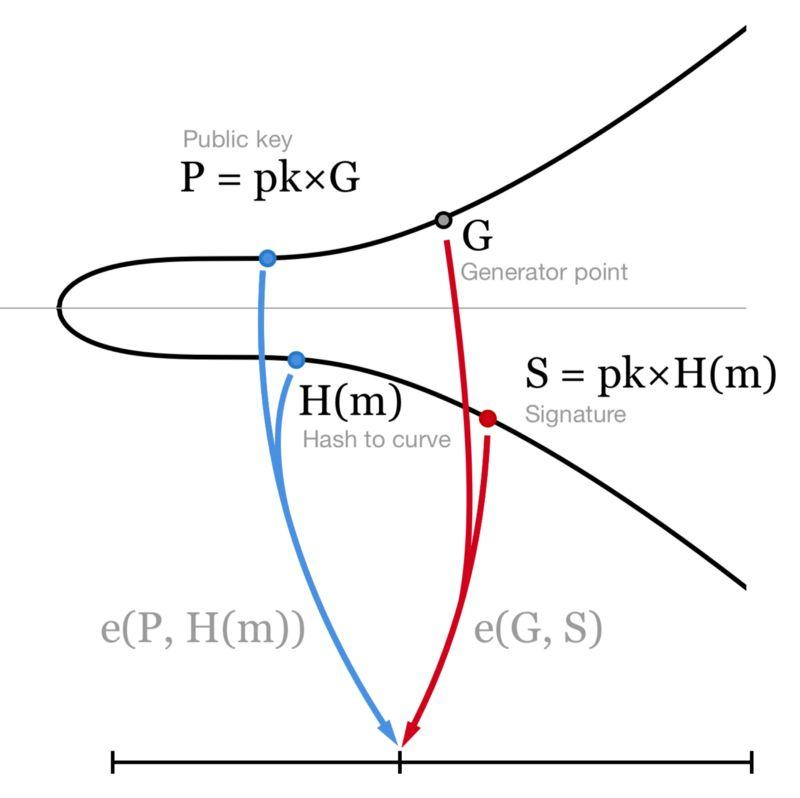 Public key
P = pk×G
G
Generator point
S = pk×H(m)
Signature
H(m)
Hash to curve
e(P, H(m))
e(G, S)